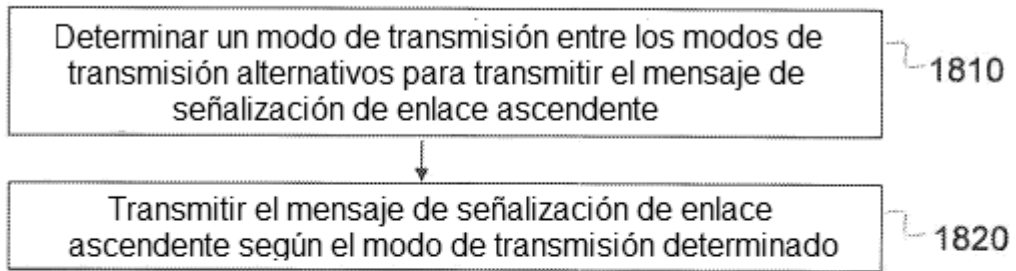 Determinar un modo de transmisión entre los modos de
transmisión alternativos para transmitir el mensaje de
señalización de enlace ascendente
1810
Transmitir el mensaje de señalización de enlace
ascendente según el modo de transmisión determinado
1820